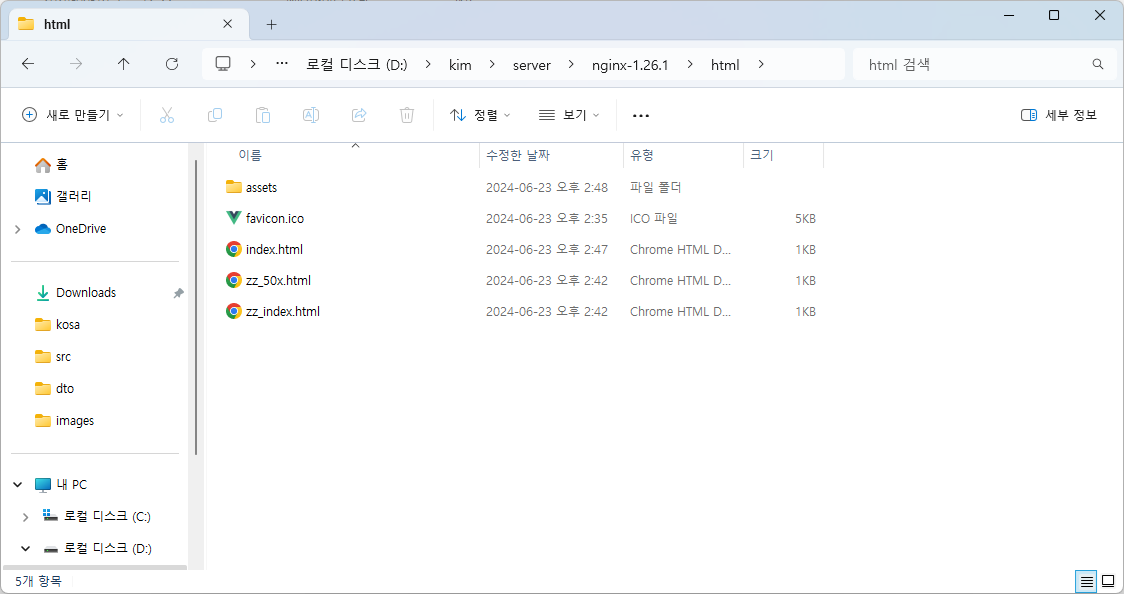 html
로컬 디스크 (D:) kim server nginx-1.26.1 html
html 검색
새로 만들기 정렬 보기 세부 정보
홈
갤러리
OneDrive
Downloads
kosa
src
dto
images
내 PC
로컬 디스크 (C:)
로컬 디스크 (D:)
이름 수정한 날짜 유형 크기
assets 2024-06-23 오후 2:48 파일 폴더
favicon.ico 2024-06-23 오후 2:35 ICO 파일 5KB
index.html 2024-06-23 오후 2:47 Chrome HTML D... 1KB
zz_50x.html 2024-06-23 오후 2:42 Chrome HTML D... 1KB
zz_index.html 2024-06-23 오후 2:42 Chrome HTML D... 1KB
5개 항목